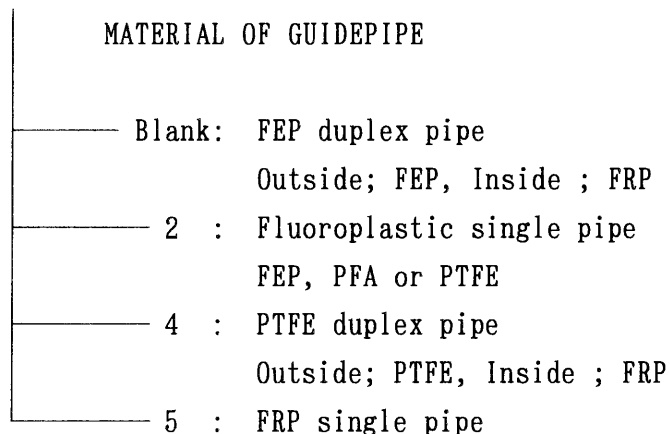 MATERIAL OF GUIDEPIPE
Blank: FEP duplex pipe
Outside; FEP, Inside ; FRP
2 : Fluoroplastic single pipe
FEP, PFA or PTFE
4 : PTFE duplex pipe
Outside; PTFE, Inside ; FRP
5 : FRP single pipe